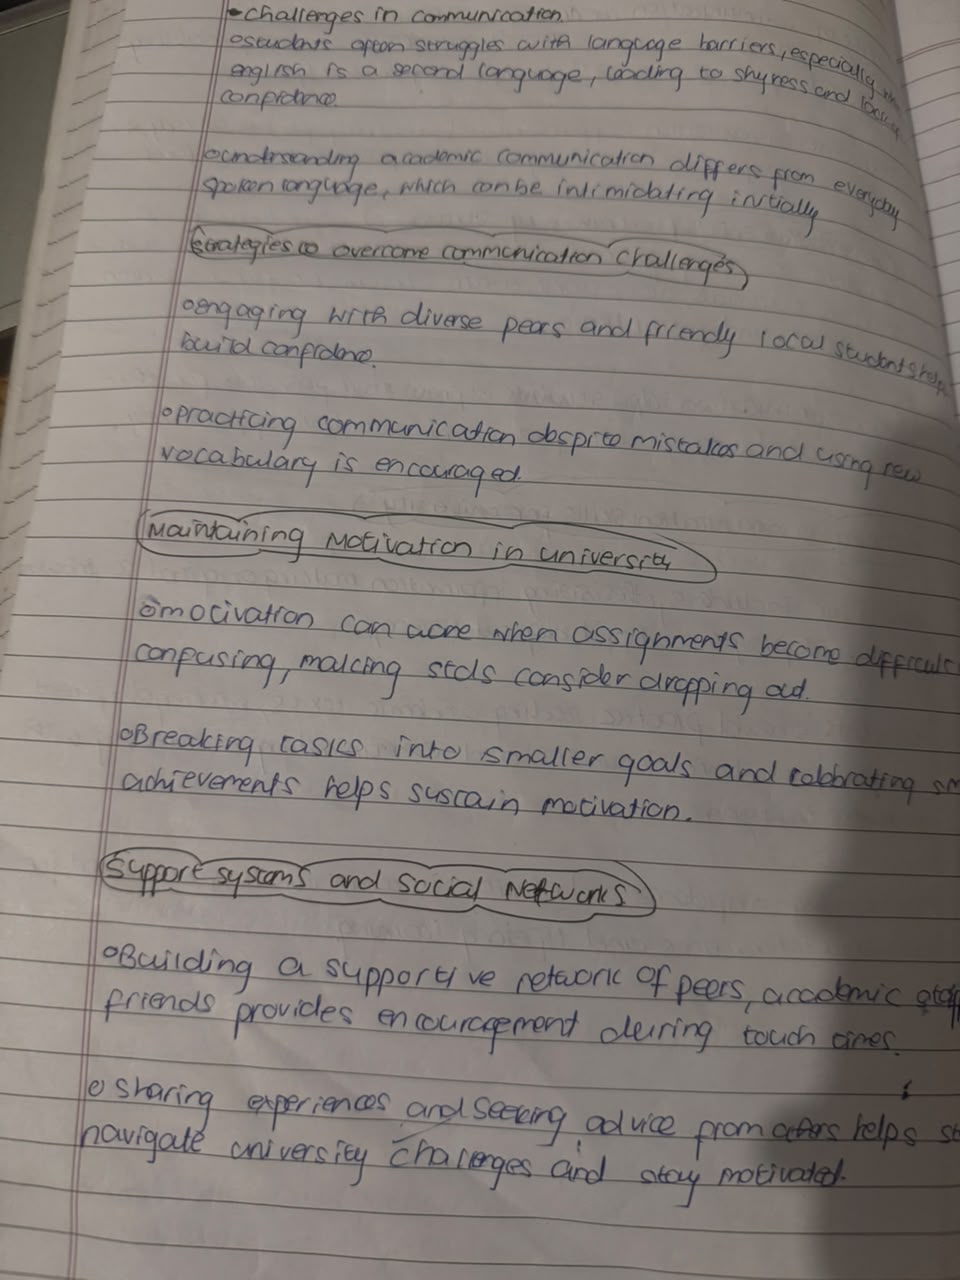 •challenges in communication
ostudents often struggles with language barriers, especially
english is a second language, leading to shyness and
confidence.
ounderstanding academic communication differs from everyday
spoken language, which can be intimidating initially
strategies to overcome communication challenges
oengaging with diverse peers and friendly local students help
build confidence.
opracticing communication despite mistakes and using new
vocabulary is encouraged.
Maintaining Motivation in university
omotivation can when assignments become difficult
confusing, making stds consider dropping out.
oBreaking tasks into smaller goals and celebrating sm
achievements helps sustain motivation.
Support systems and social Networks
oBuilding a supportive network of peers, academic staff
friends provides encouragement during touch times.
o sharing experiences and seeking advice from others helps st
navigate university challenges and stay motivated.